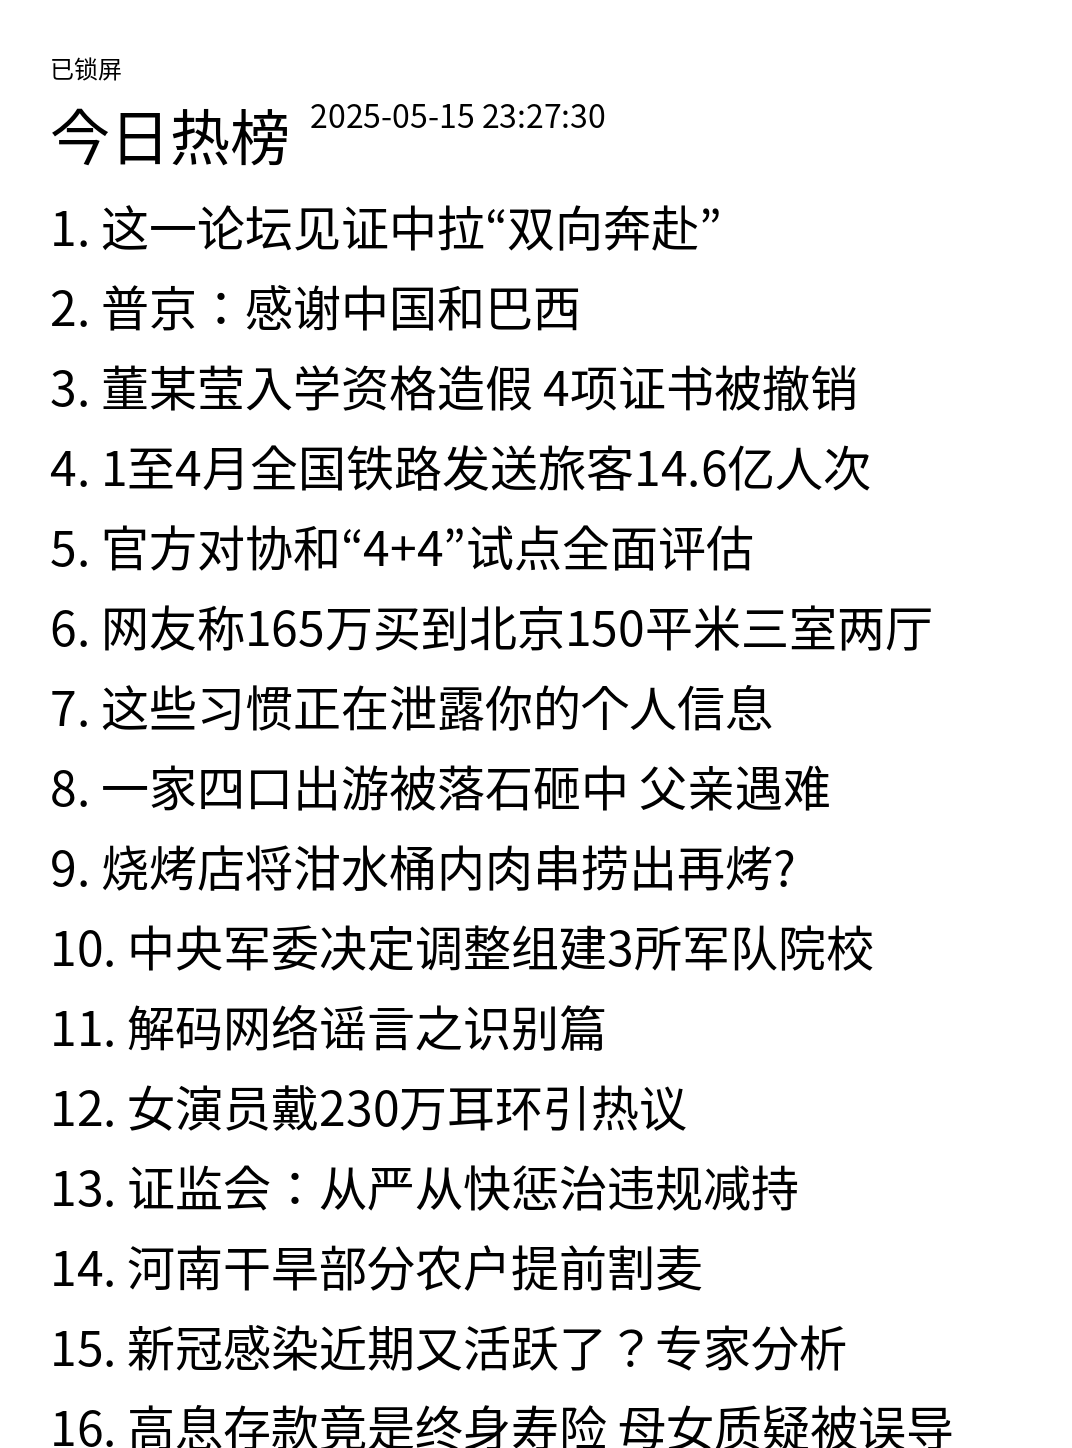 已锁屏
今日热榜 2025-05-15 23:27:30
1. 这一论坛见证中拉“双向奔赴”
2. 普京：感谢中国和巴西
3. 董某莹入学资格造假 4项证书被撤销
4. 1至4月全国铁路发送旅客14.6亿人次
5. 官方对协和“4+4”试点全面评估
6. 网友称165万买到北京150平米三室两厅
7. 这些习惯正在泄露你的个人信息
8. 一家四口出游被落石砸中 父亲遇难
9. 烧烤店将泔水桶内肉串捞出再烤?
10. 中央军委决定调整组建3所军队院校
11. 解码网络谣言之识别篇
12. 女演员戴230万耳环引热议
13. 证监会：从严从快惩治违规减持
14. 河南干旱部分农户提前割麦
15. 新冠感染近期又活跃了？专家分析
16. 高息存款竟是终身寿险 母女质疑被误导